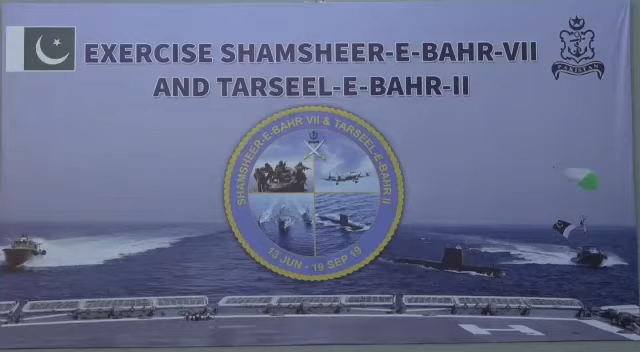 EXERCISE SHAMSHEER-E-BAHR-VII
AND TARSEEL-E-BAHR-II
PAKISTAN
SHAMSHEER-E-BAHR VII & TARSEEL-E-BAHR II
13 JUN - 19 SEP 19
H